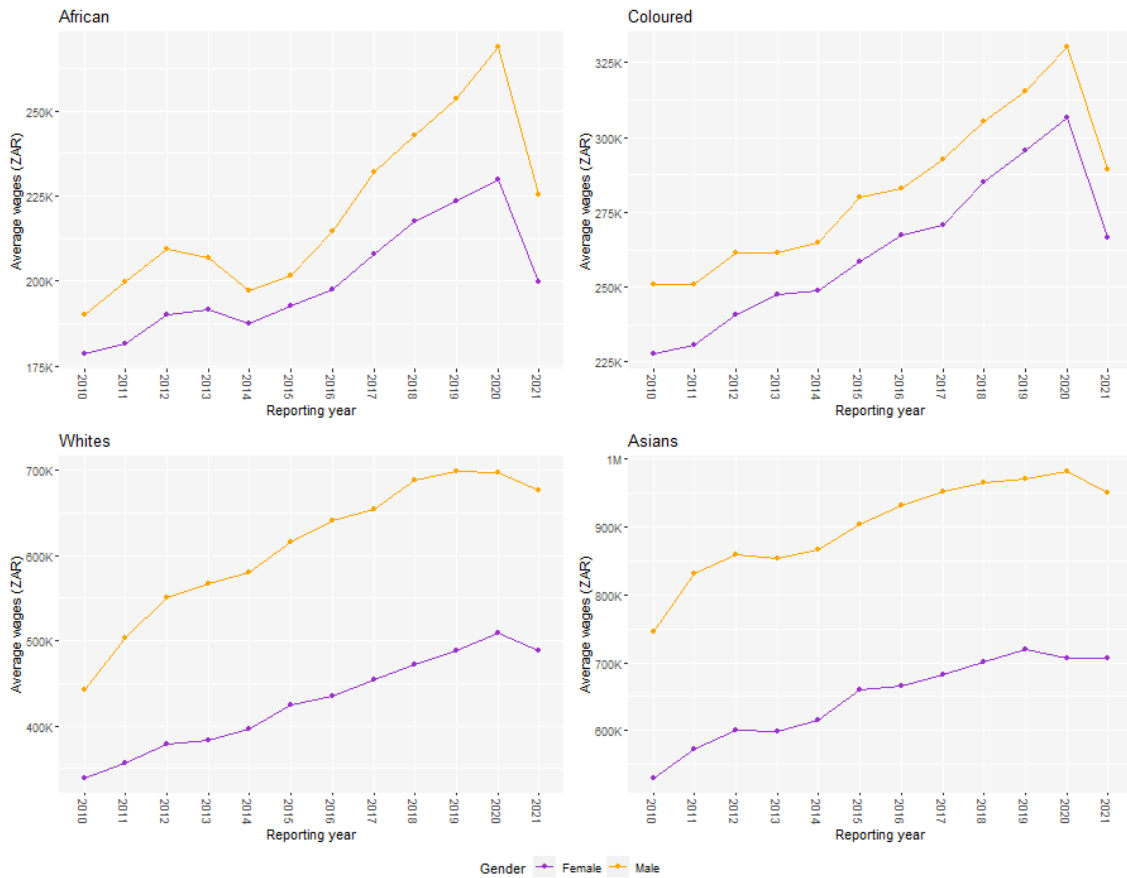 African
Average wages (ZAR)
250K
225K
200K
175K
2010 2011 2012 2013 2014 2015 2016 2017 2018 2019 2020 2021
Reporting year
Coloured
Average wages (ZAR)
325K
300K
275K
250K
225K
2010 2011 2012 2013 2014 2015 2016 2017 2018 2019 2020 2021
Reporting year
Whites
Average wages (ZAR)
700K
600K
500K
400K
2010 2011 2012 2013 2014 2015 2016 2017 2018 2019 2020 2021
Reporting year
Asians
Average wages (ZAR)
1M
900K
800K
700K
600K
2010 2011 2012 2013 2014 2015 2016 2017 2018 2019 2020 2021
Reporting year
Gender Female Male